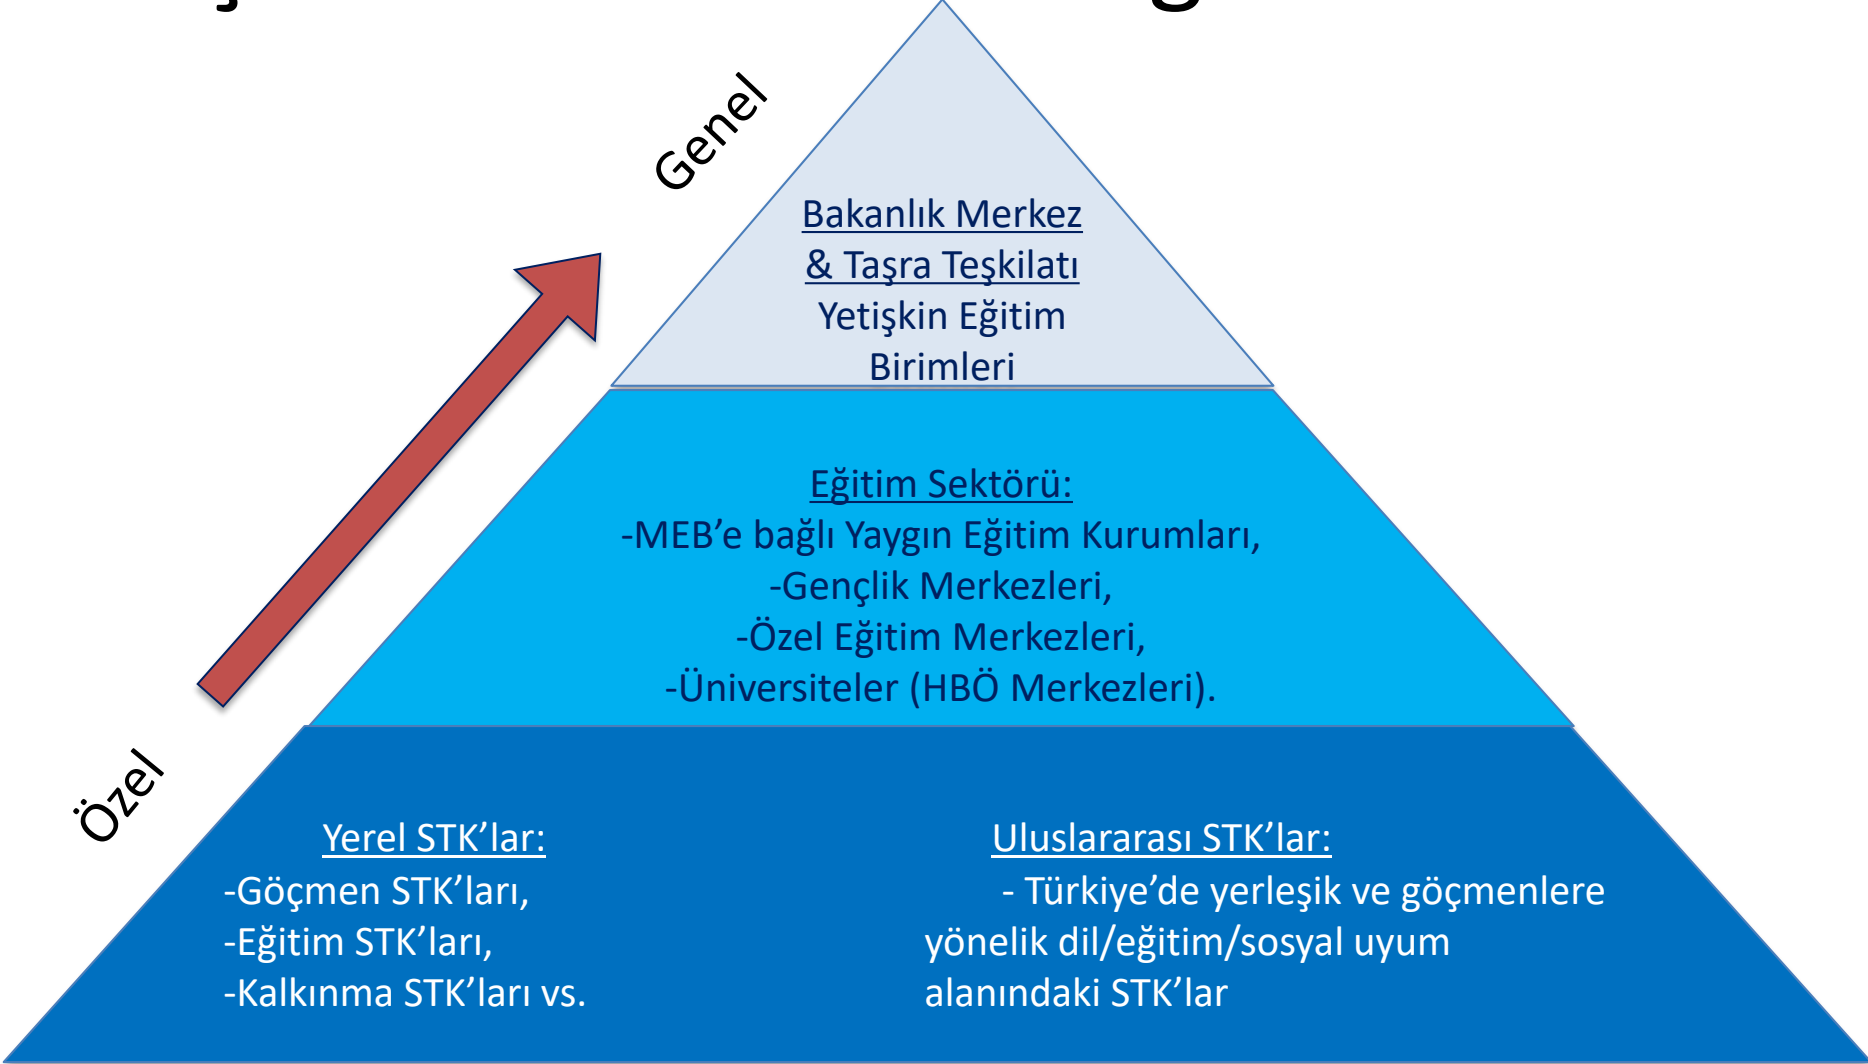 Genel
Bakanlık Merkez
& Taşra Teşkilatı
Yetişkin Eğitim
Birimleri
Eğitim Sektörü:
-MEB’e bağlı Yaygın Eğitim Kurumları,
-Gençlik Merkezleri,
-Özel Eğitim Merkezleri,
-Üniversiteler (HBÖ Merkezleri).
Özel
Yerel STK’lar:
-Göçmen STK’ları,
-Eğitim STK’ları,
-Kalkınma STK’ları vs.
Uluslararası STK’lar:
- Türkiye’de yerleşik ve göçmenlere
yönelik dil/eğitim/sosyal uyum
alanındaki STK’lar